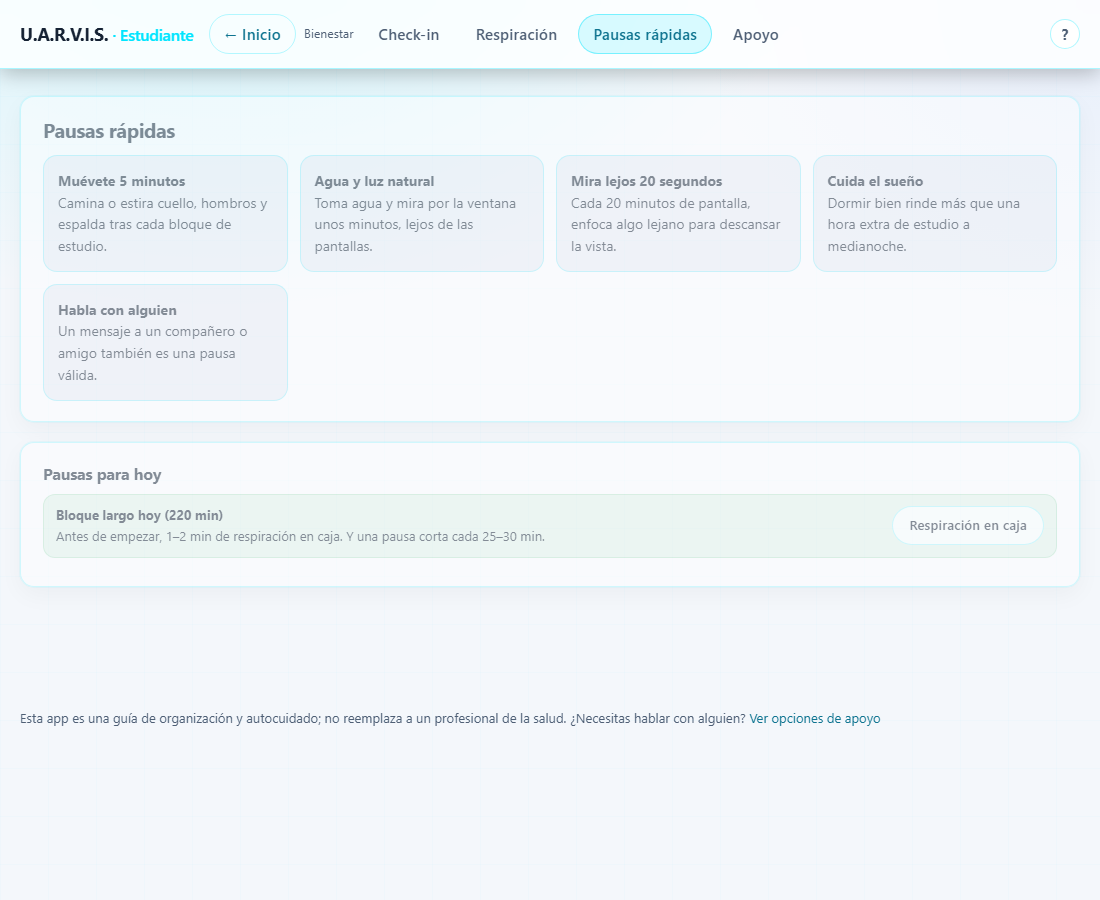 U.A.R.V.I.S. · Estudiante
← Inicio
Bienestar
Check-in
Respiración
Pausas rápidas
Apoyo
?
Pausas rápidas
Muévete 5 minutos
Camina o estira cuello, hombros y
espalda tras cada bloque de
estudio.
Agua y luz natural
Toma agua y mira por la ventana
unos minutos, lejos de las
pantallas.
Mira lejos 20 segundos
Cada 20 minutos de pantalla,
enfoca algo lejano para descansar
la vista.
Cuida el sueño
Dormir bien rinde más que una
hora extra de estudio a
medianoche.
Habla con alguien
Un mensaje a un compañero o
amigo también es una pausa
válida.
Pausas para hoy
Bloque largo hoy (220 min)
Antes de empezar, 1–2 min de respiración en caja. Y una pausa corta cada 25–30 min.
Respiración en caja
Esta app es una guía de organización y autocuidado; no reemplaza a un profesional de la salud. ¿Necesitas hablar con alguien? Ver opciones de apoyo